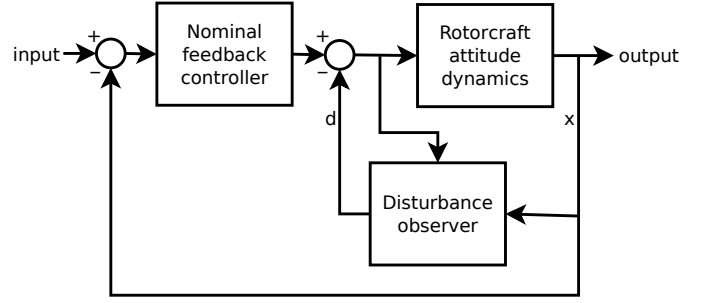 input
+
−
Nominal
feedback
controller
+
−
Rotorcraft
attitude
dynamics
output
d
x
Disturbance
observer